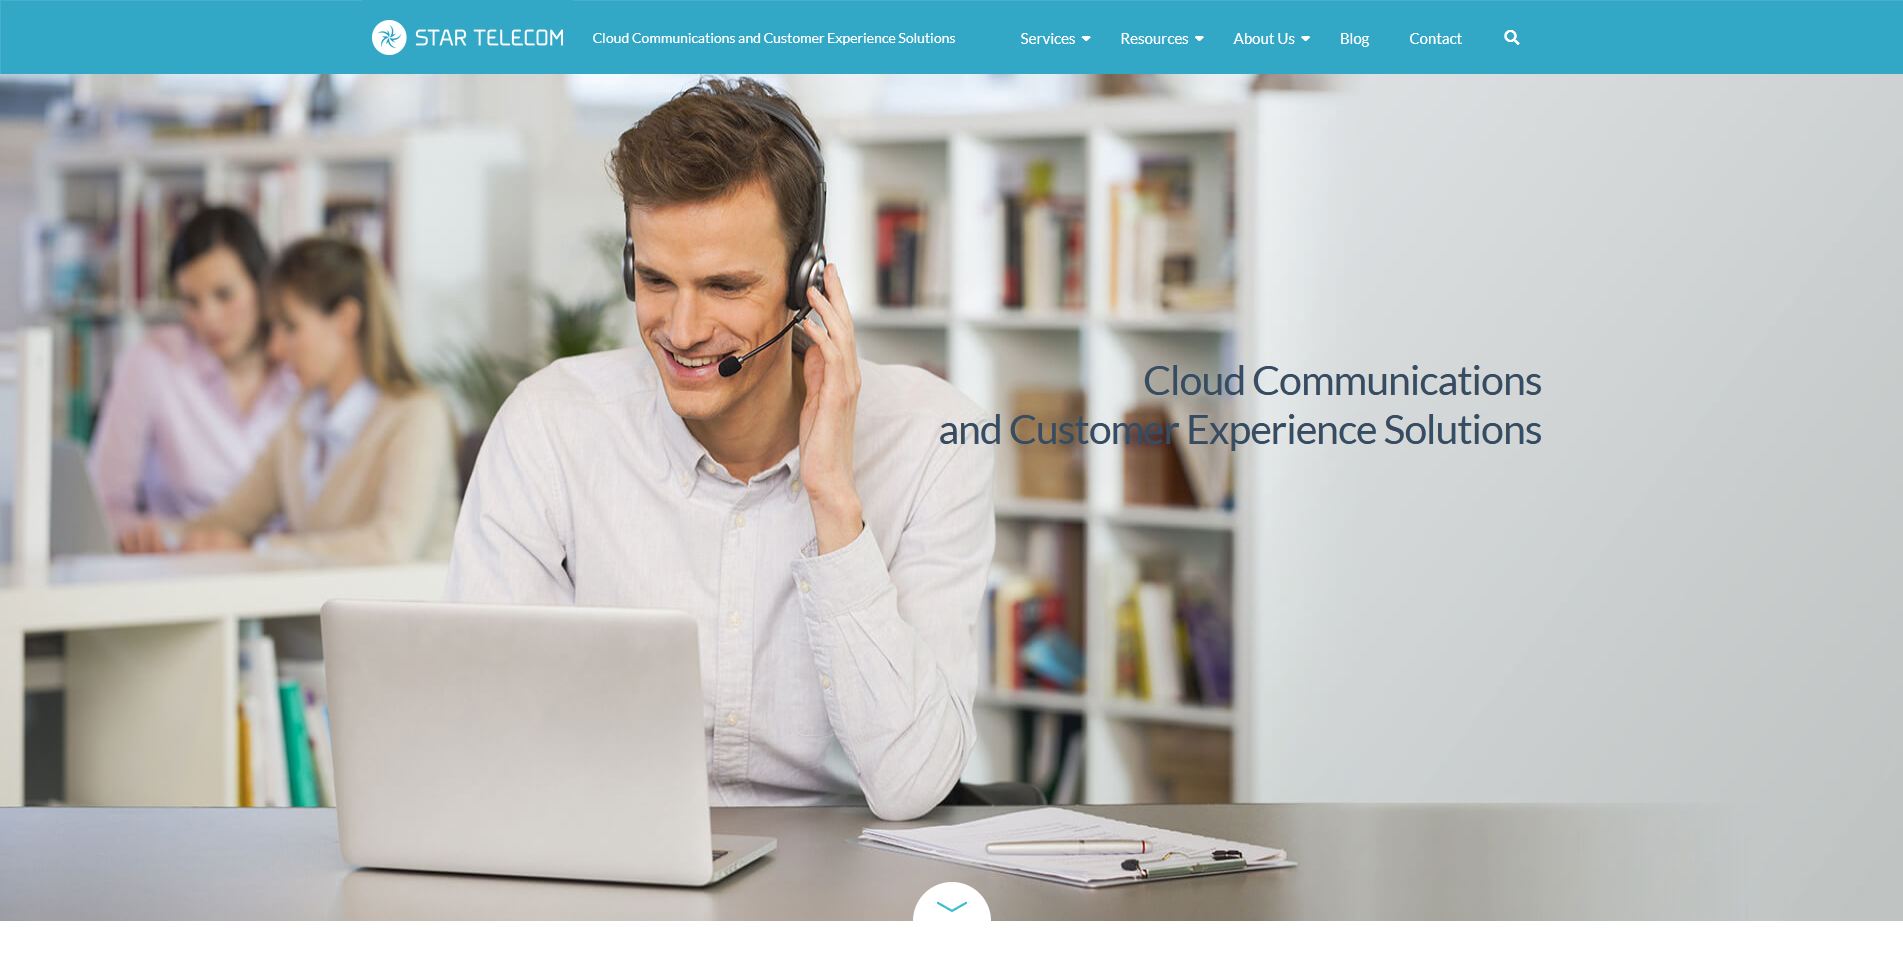 STAR TELECOM
Cloud Communications and Customer Experience Solutions
Services
Resources
About Us
Blog
Contact
Cloud Communications
and Customer Experience Solutions